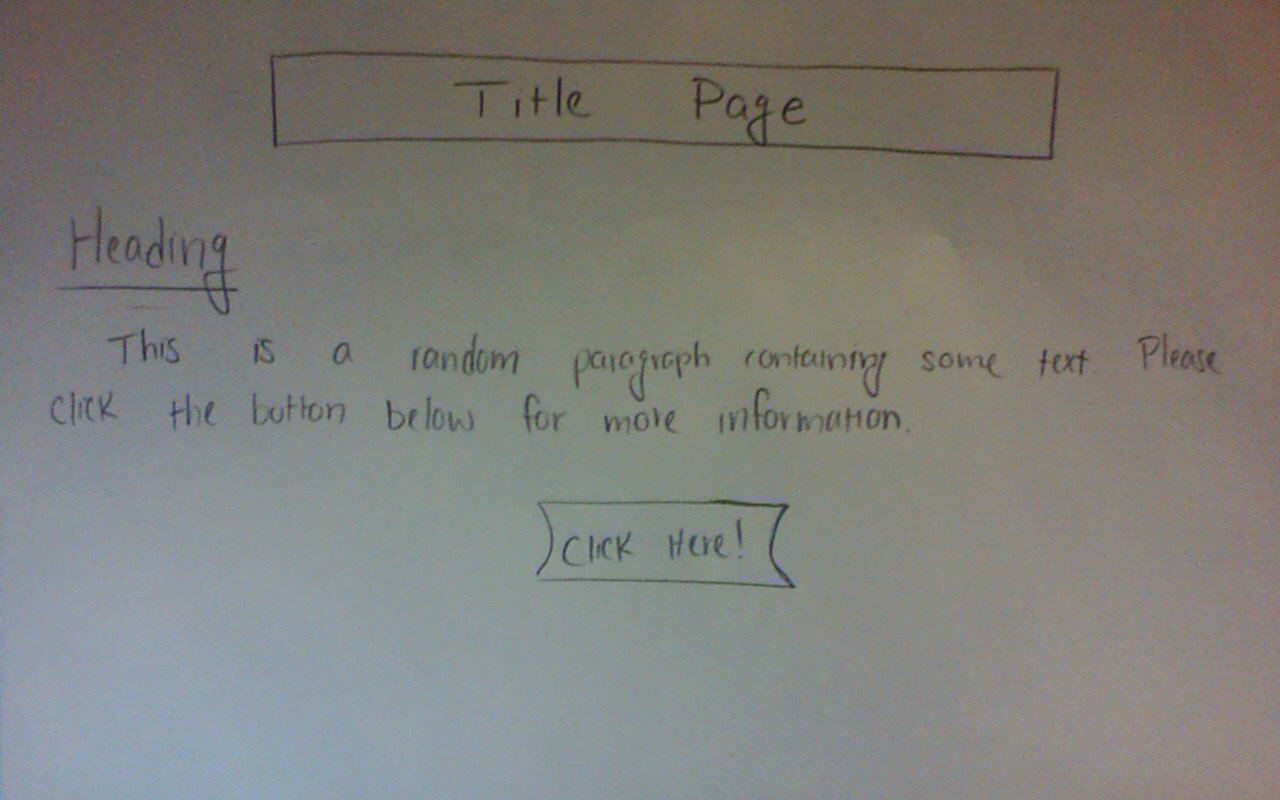 Title Page
Heading
This is a random paragraph containing some text. Please
click the button below for more information.
Click Here!